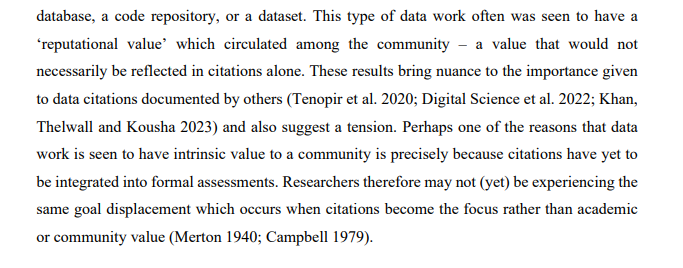 database, a code repository, or a dataset. This type of data work often was seen to have a
‘reputational value’ which circulated among the community – a value that would not
necessarily be reflected in citations alone. These results bring nuance to the importance given
to data citations documented by others (Tenopir et al. 2020; Digital Science et al. 2022; Khan,
Thelwall and Kousha 2023) and also suggest a tension. Perhaps one of the reasons that data
work is seen to have intrinsic value to a community is precisely because citations have yet to
be integrated into formal assessments. Researchers therefore may not (yet) be experiencing the
same goal displacement which occurs when citations become the focus rather than academic
or community value (Merton 1940; Campbell 1979).